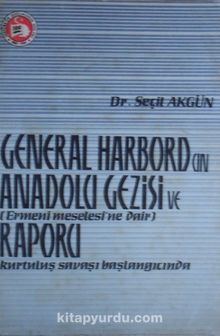 Dr. Seçil AKGÜN
GENERAL HARBORD'UN
ANADOLU GEZİSİ VE
(Ermeni meselesi'ne dair)
RAPORU
kurtuluş savaşı başlangıcında
kitapyurdu.com